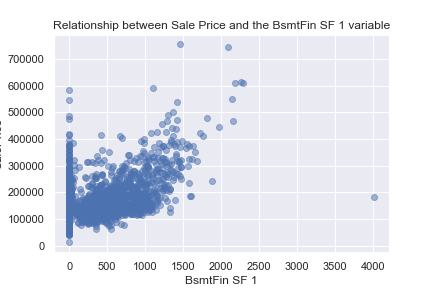 Relationship between Sale Price and the BsmtFin SF 1 variable
700000
600000
500000
400000
300000
200000
100000
0
0 500 1000 1500 2000 2500 3000 3500 4000
BsmtFin SF 1